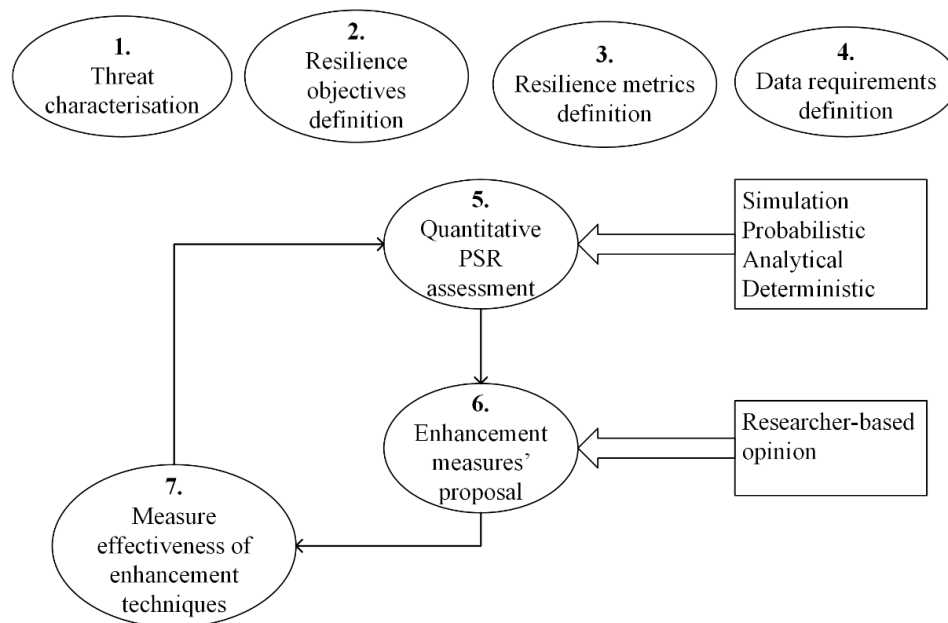 1.
Threat
characterisation
2.
Resilience
objectives
definition
3.
Resilience metrics
definition
4.
Data requirements
definition
5.
Quantitative
PSR
assessment
Simulation
Probabilistic
Analytical
Deterministic
6.
Enhancement
measures’
proposal
Researcher-based
opinion
7.
Measure
effectiveness of
enhancement
techniques